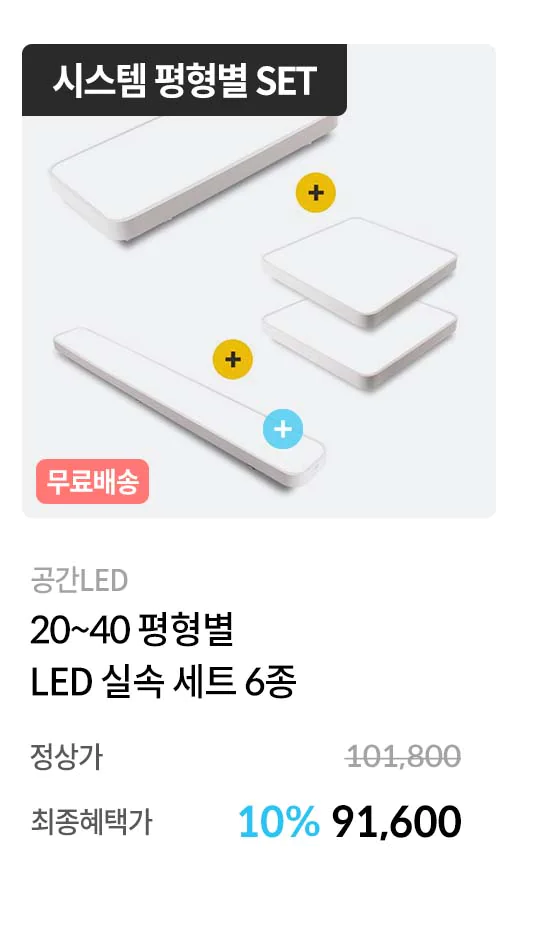 시스템 평형별 SET
+
+
+
무료배송
공간LED
20~40 평형별
LED 실속 세트 6종
정상가 101,800
최종혜택가 10% 91,600